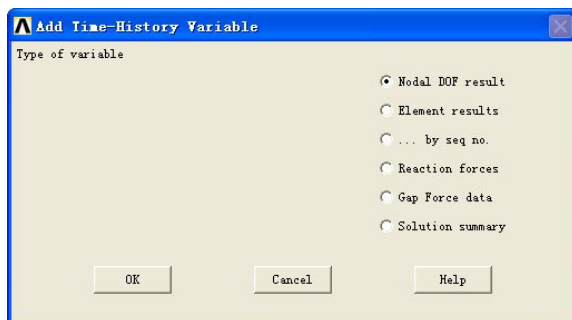 Add Time-History Variable
Type of variable
Nodal DOF result
Element results
... by seq no.
Reaction forces
Gap Force data
Solution summary
OK Cancel Help